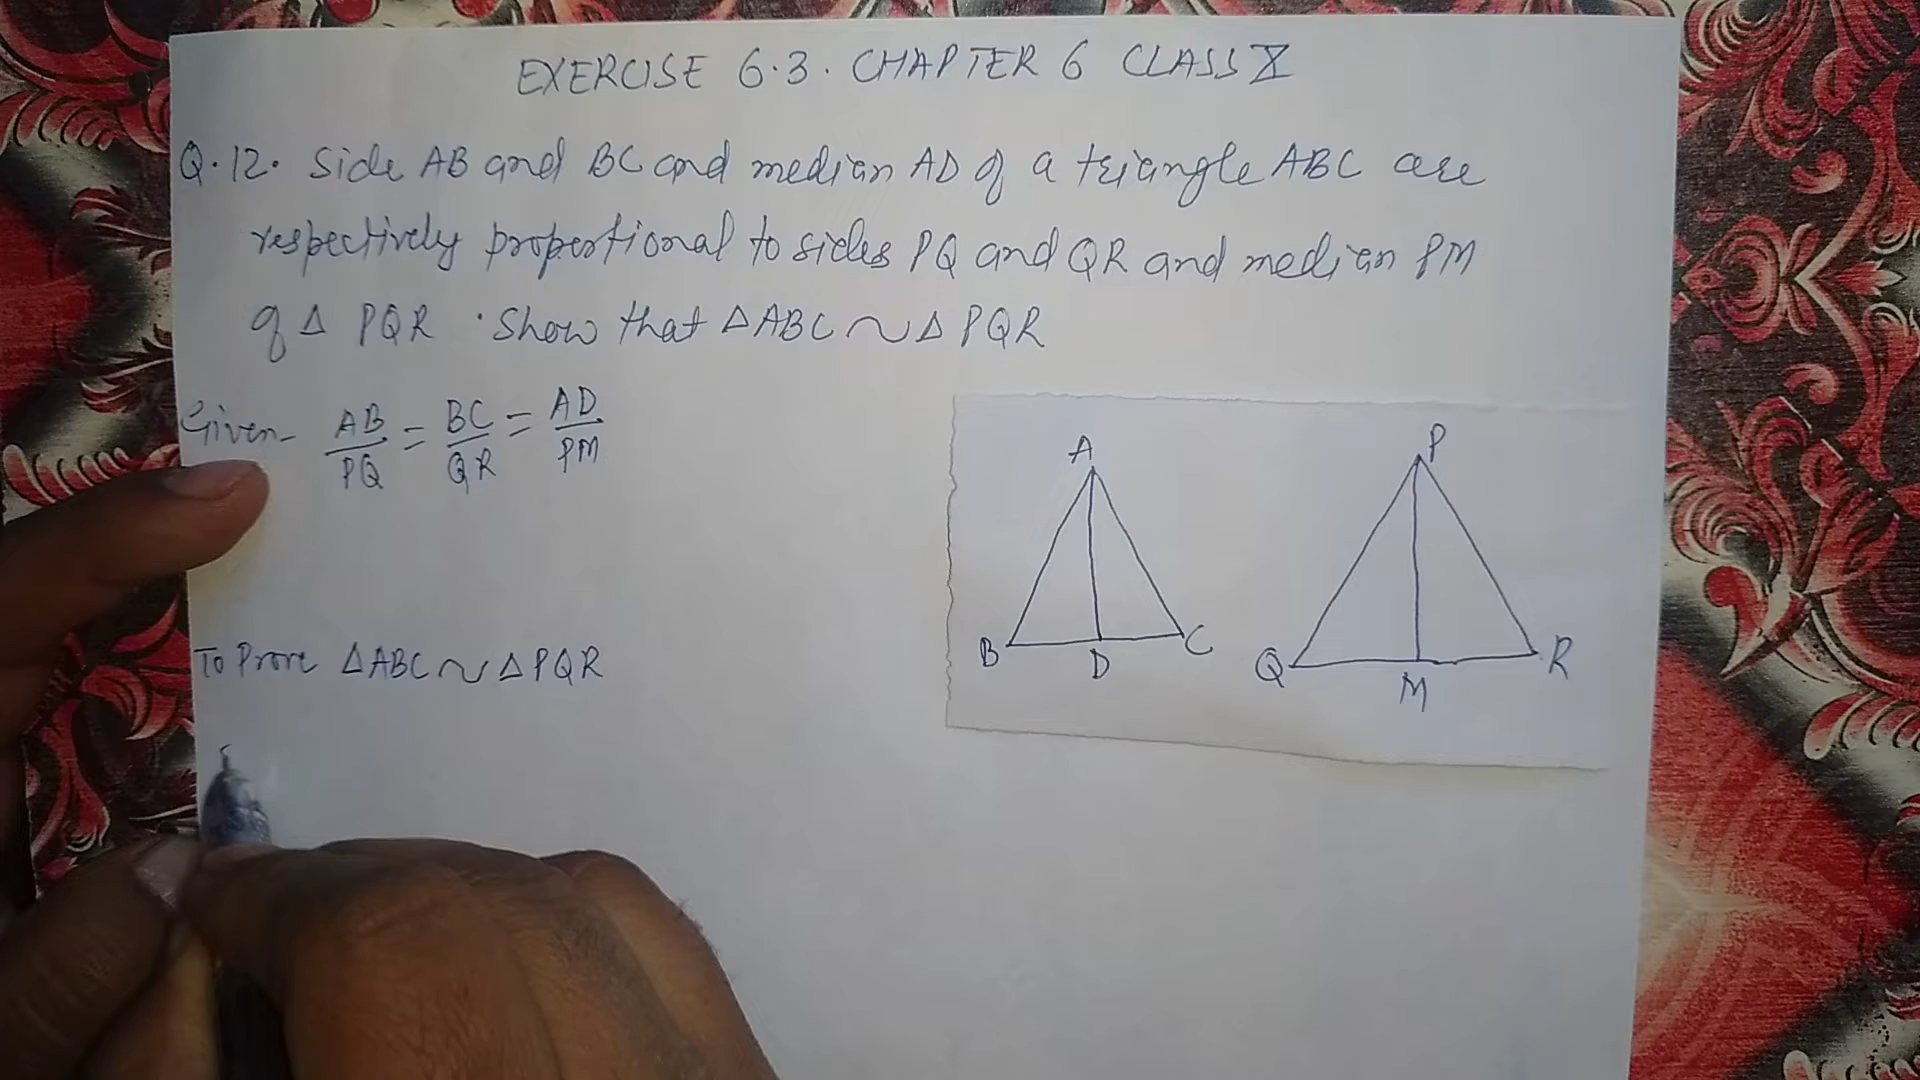 EXERCISE 6.3. CHAPTER 6 CLASS X
Q.12. Side AB and BC and median AD of a triangle ABC are
respectively proportional to sides PQ and QR and median PM
of Δ PQR . Show that ΔABC ~ Δ PQR
Given- AB/PQ = BC/QR = AD/PM
A
P
B
D
C
Q
M
R
To Prove ΔABC ~ ΔPQR